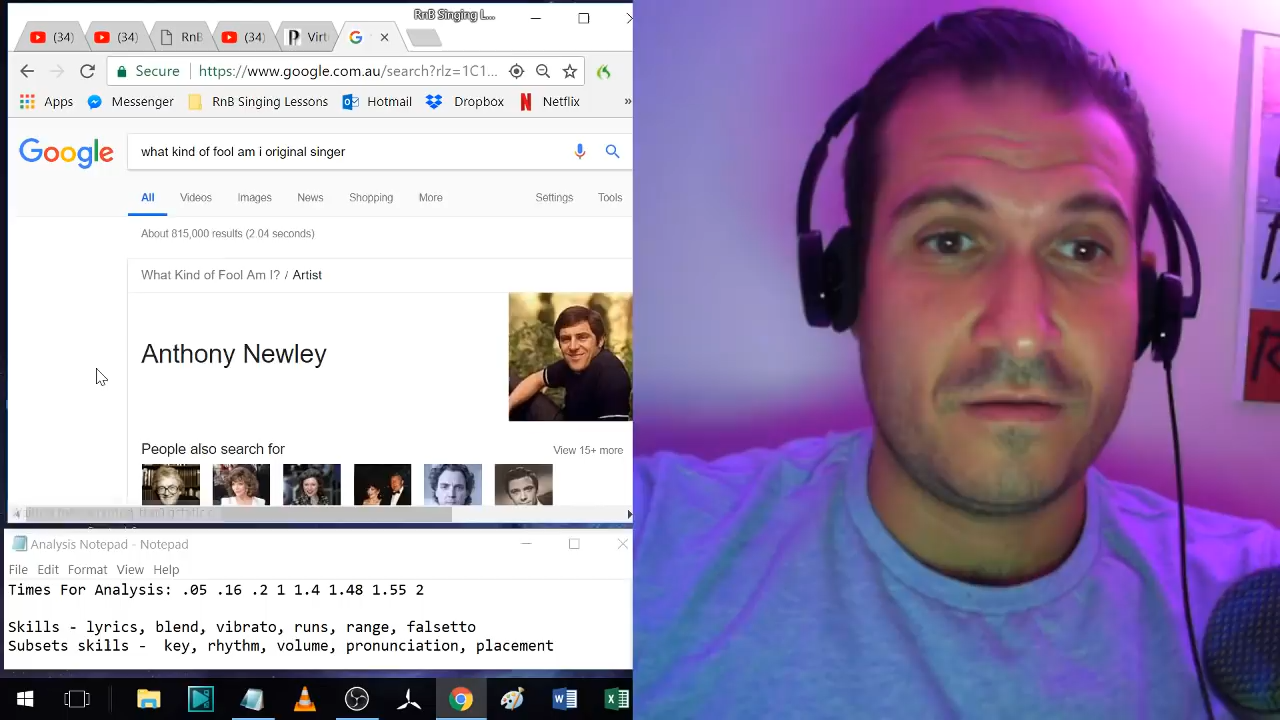 RnB Singing L...
(34)
(34)
RnB
(34)
Virt
Secure
https://www.google.com.au/search?rlz=1C1...
Apps
Messenger
RnB Singing Lessons
Hotmail
Dropbox
Netflix
»
Google
what kind of fool am i original singer
All
Videos
Images
News
Shopping
More
Settings
Tools
About 815,000 results (2.04 seconds)
What Kind of Fool Am I? / Artist
Anthony Newley
People also search for
View 15+ more
Analysis Notepad - Notepad
File Edit Format View Help
Times For Analysis: .05 .16 .2 1 1.4 1.48 1.55 2
Skills - lyrics, blend, vibrato, runs, range, falsetto
Subsets skills - key, rhythm, volume, pronunciation, placement